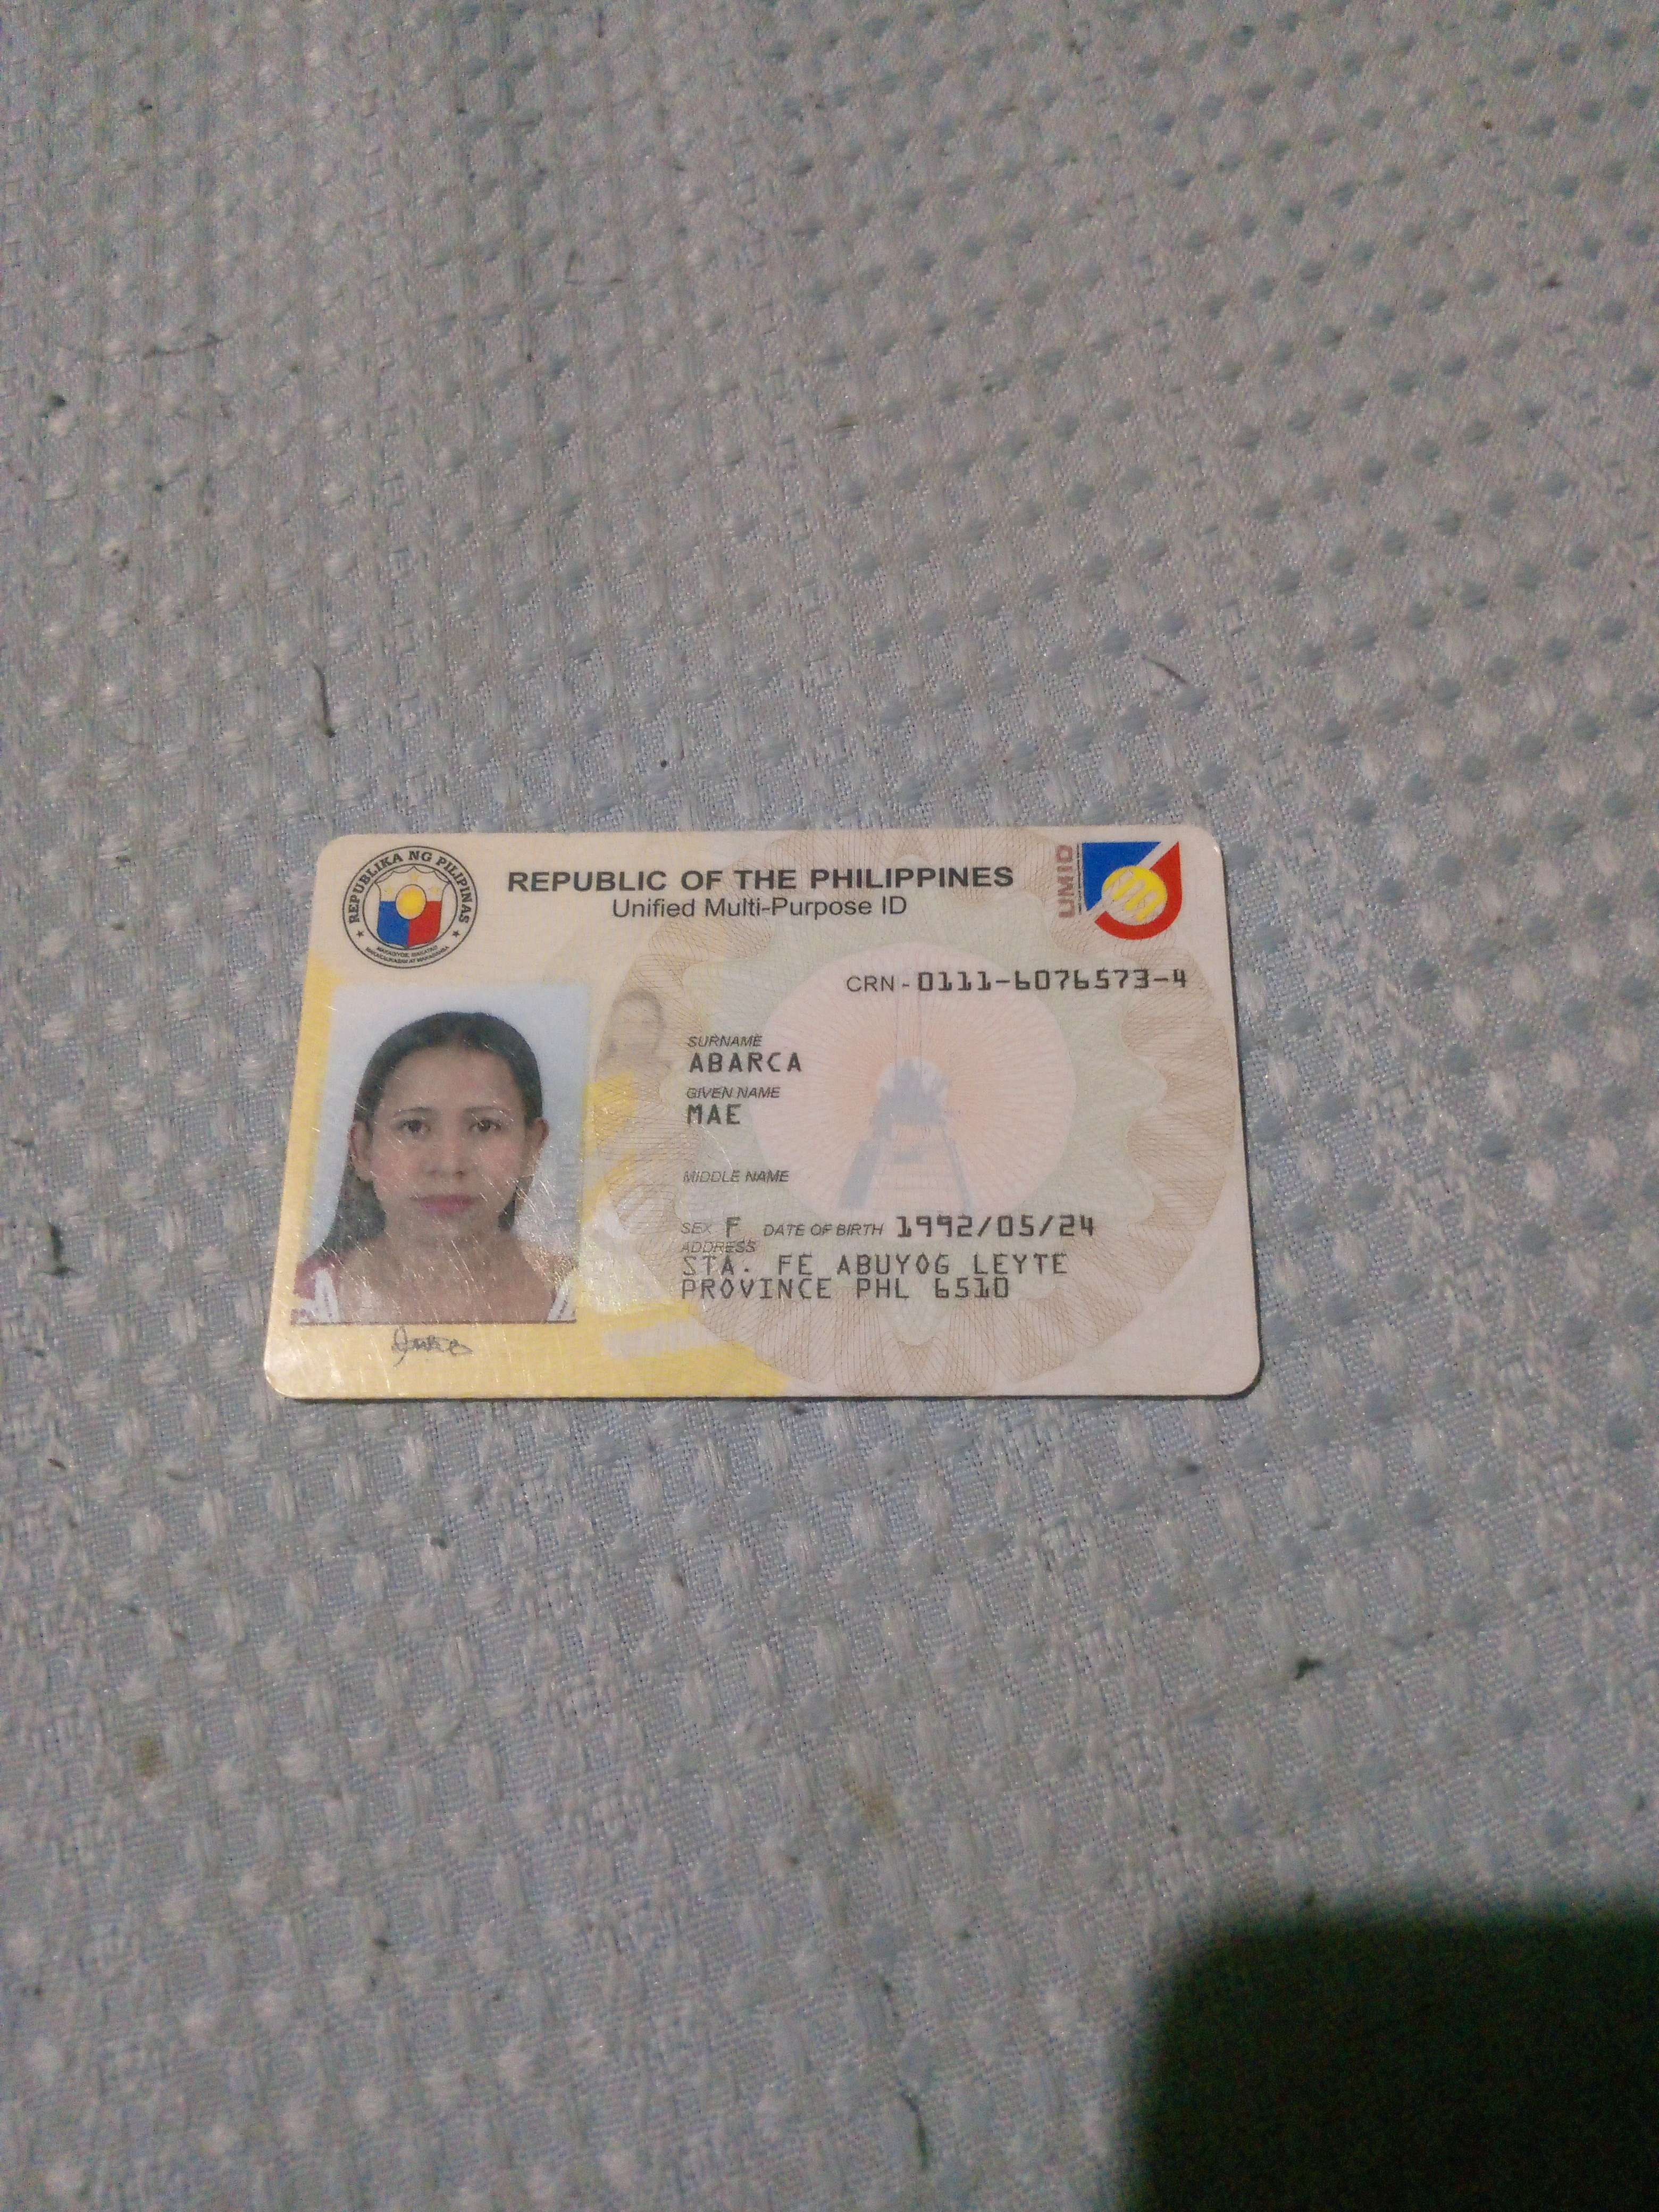 REPUBLIKA NG PILIPINAS
REPUBLIC OF THE PHILIPPINES
Unified Multi-Purpose ID
UMID
CRN - 0111-6076573-4
SURNAME
ABARCA
GIVEN NAME
MAE
MIDDLE NAME
SEX F DATE OF BIRTH 1992/05/24
ADDRESS
STA. FE ABUYOG LEYTE
PROVINCE PHL 6510